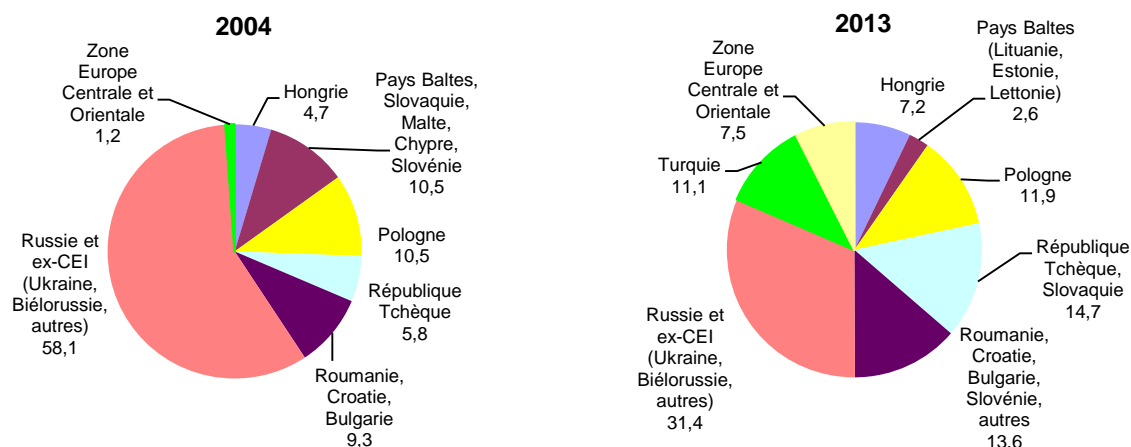 2004
Zone
Europe
Centrale et
Orientale
1,2
Hongrie
4,7
Pays Baltes,
Slovaquie,
Malte,
Chypre,
Slovénie
10,5
Pologne
10,5
République
Tchèque
5,8
Roumanie,
Croatie,
Bulgarie
9,3
Russie et
ex-CEI
(Ukraine,
Biélorussie,
autres)
58,1
2013
Zone
Europe
Centrale et
Orientale
7,5
Hongrie
7,2
Pays Baltes
(Lituanie,
Estonie,
Lettonie)
2,6
Turquie
11,1
Pologne
11,9
République
Tchèque,
Slovaquie
14,7
Roumanie,
Croatie,
Bulgarie,
Slovénie,
autres
13,6
Russie et
ex-CEI
(Ukraine,
Biélorussie,
autres)
31,4